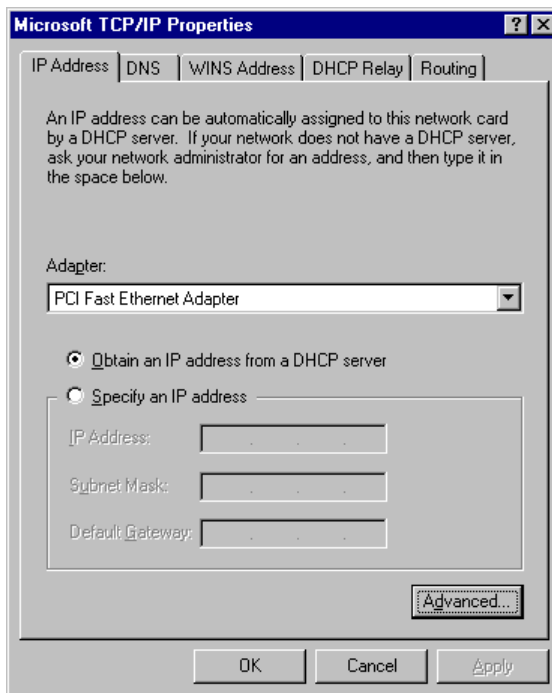 Microsoft TCP/IP Properties
IP Address DNS WINS Address DHCP Relay Routing
An IP address can be automatically assigned to this network card
by a DHCP server. If your network does not have a DHCP server,
ask your network administrator for an address, and then type it in
the space below.
Adapter:
PCI Fast Ethernet Adapter
Obtain an IP address from a DHCP server
Specify an IP address
IP Address:
Subnet Mask:
Default Gateway:
Advanced...
OK Cancel Apply